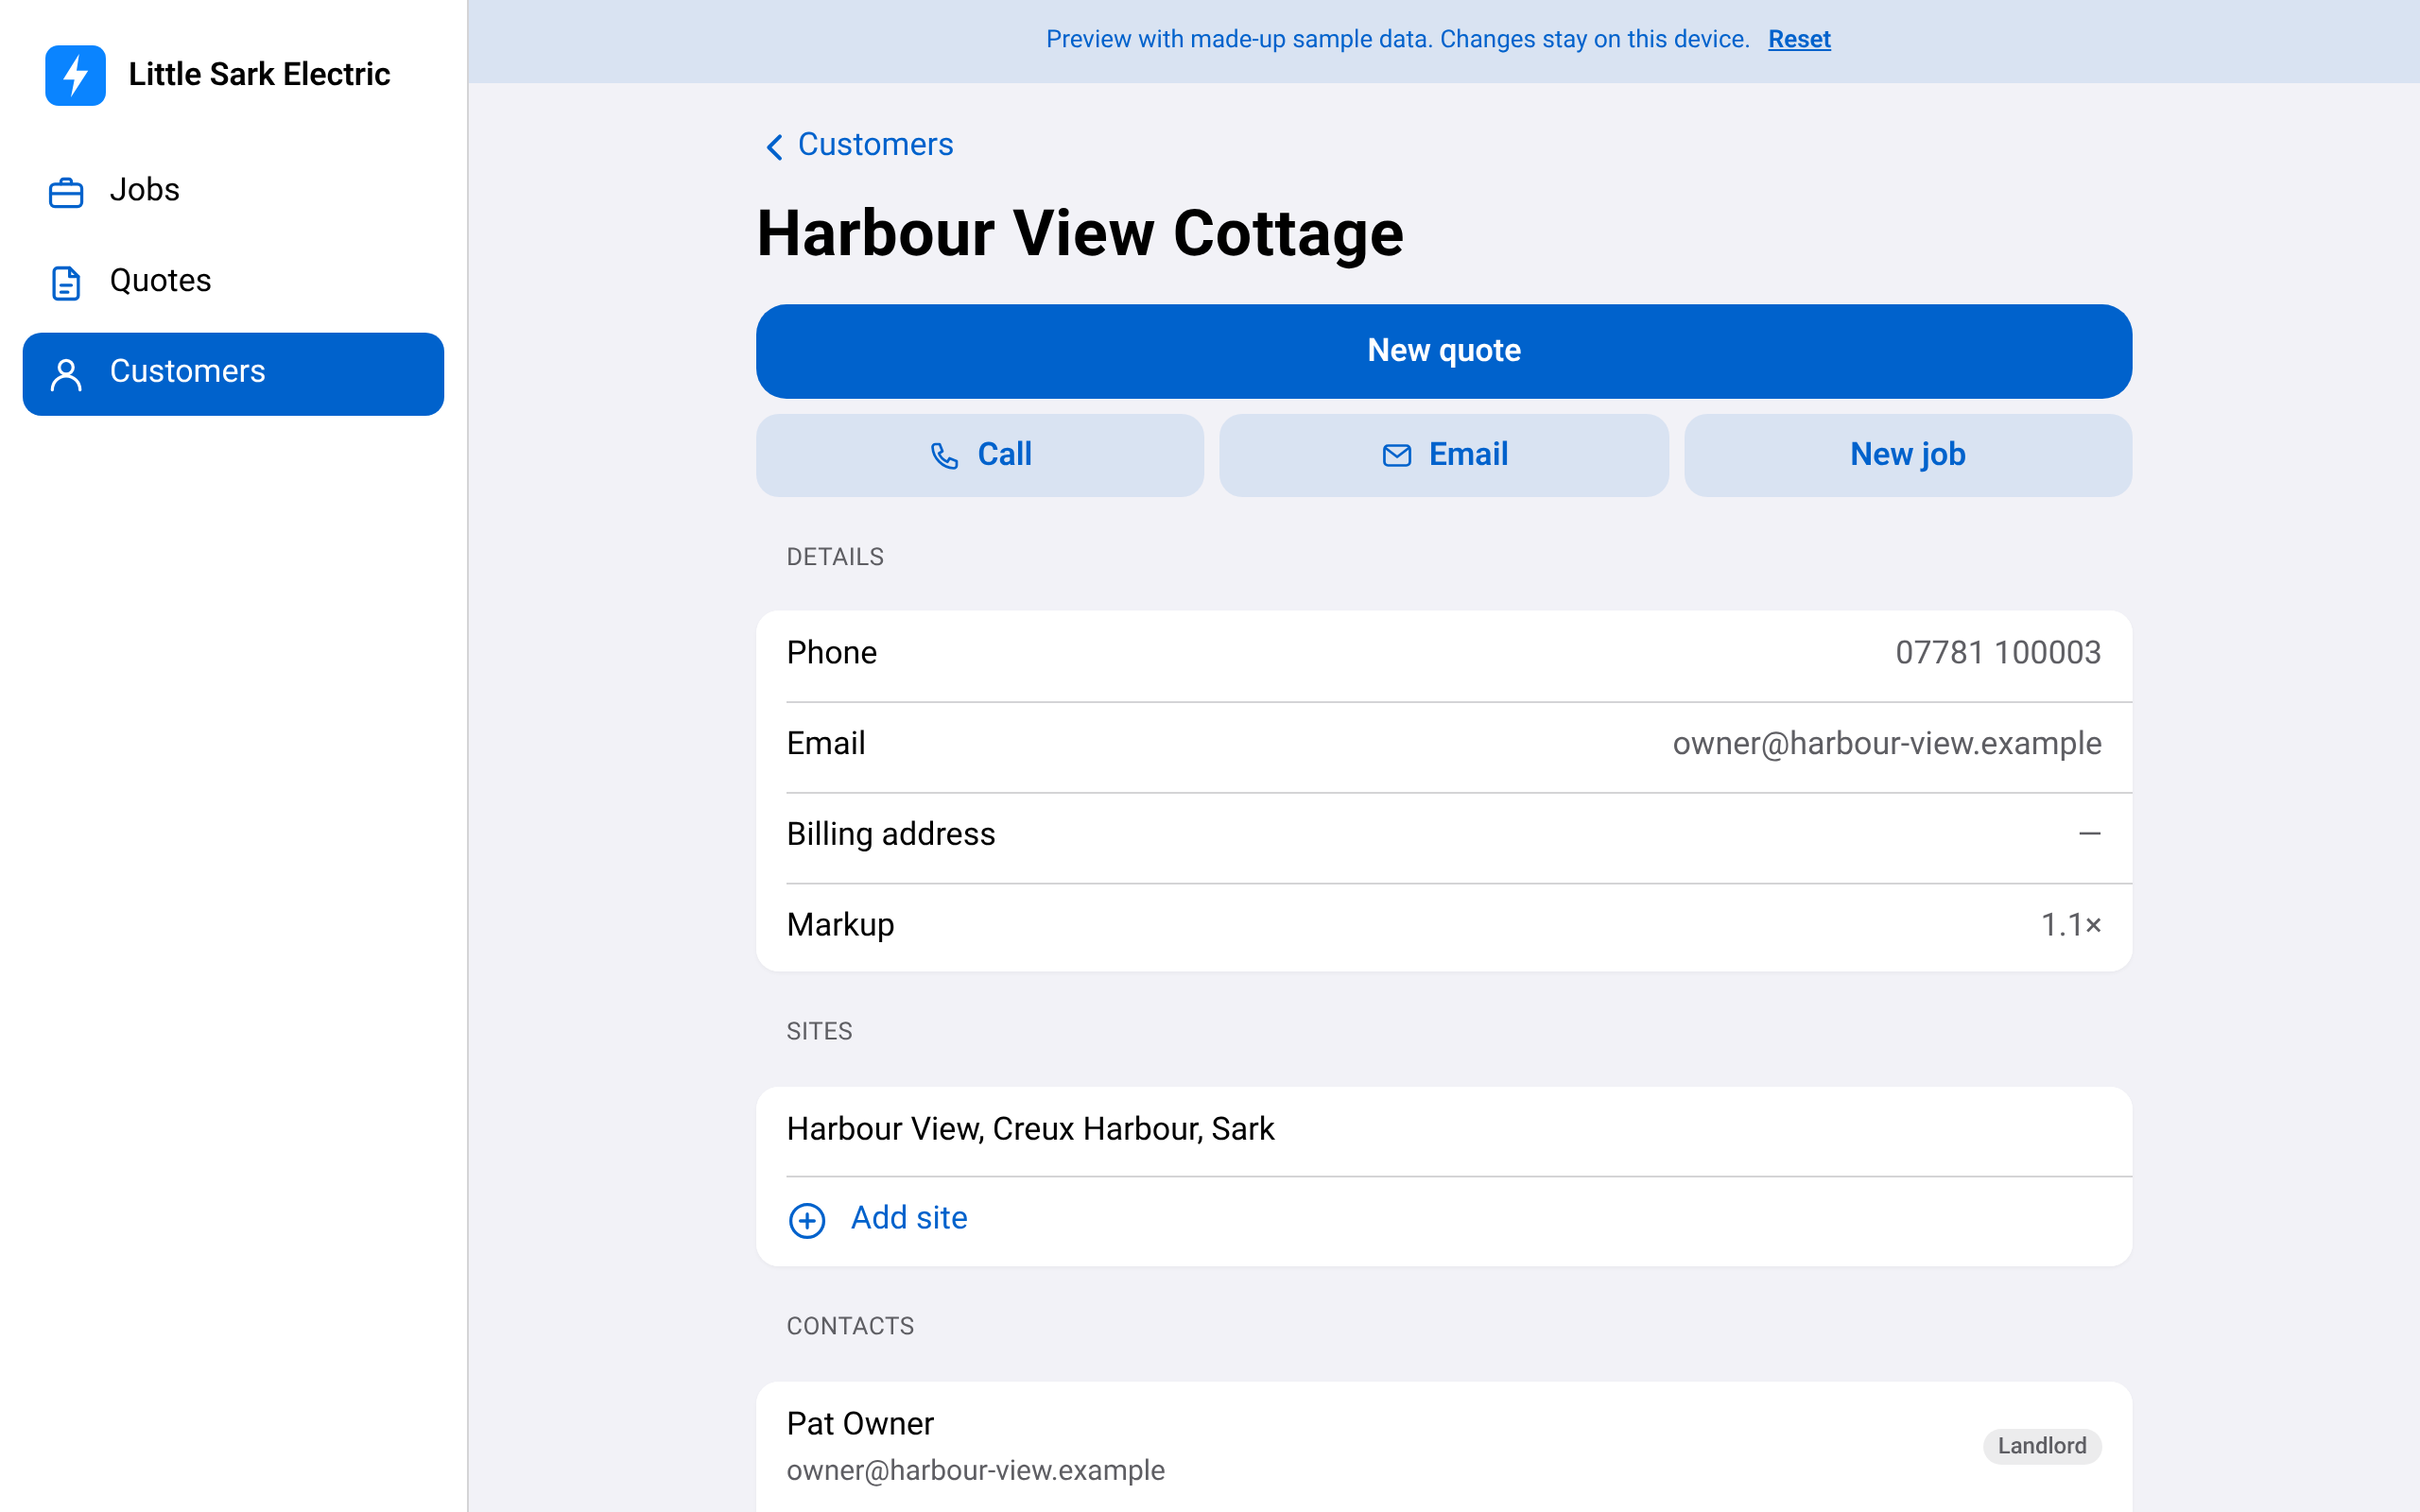 Little Sark Electric
Jobs
Quotes
Customers
Preview with made-up sample data. Changes stay on this device. Reset
Customers
Harbour View Cottage
New quote
Call
Email
New job
DETAILS
Phone 07781 100003
Email owner@harbour-view.example
Billing address –
Markup 1.1×
SITES
Harbour View, Creux Harbour, Sark
Add site
CONTACTS
Pat Owner
owner@harbour-view.example
Landlord